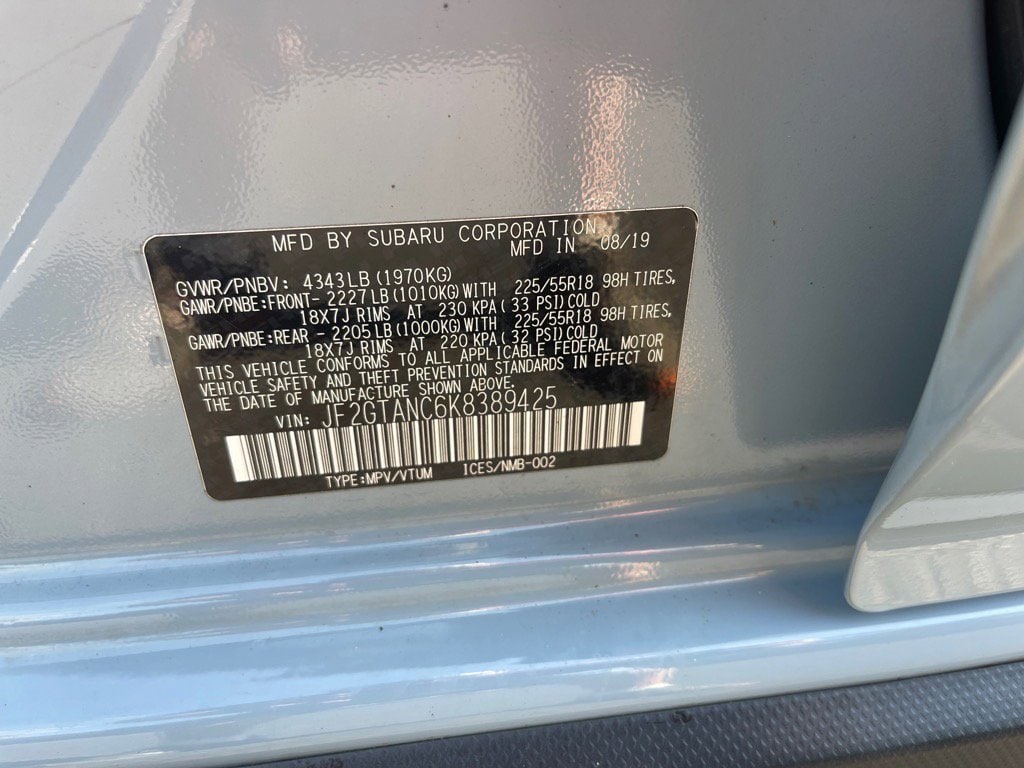 MFD BY SUBARU CORPORATION
MFD IN 08/19
GVWR/PNBV: 4343LB (1970KG)
GAWR/PNBE:FRONT- 2227LB (1010KG) WITH 225/55R18 98H TIRES,
18X7J RIMS AT 230 KPA ( 33 PSI) COLD
GAWR/PNBE:REAR - 2205LB (1000KG) WITH 225/55R18 98H TIRES,
18X7J RIMS AT 220 KPA ( 32 PSI) COLD
THIS VEHICLE CONFORMS TO ALL APPLICABLE FEDERAL MOTOR
VEHICLE SAFETY AND THEFT PREVENTION STANDARDS IN EFFECT ON
THE DATE OF MANUFACTURE SHOWN ABOVE.
VIN: JF2GTANC6K8389425
TYPE:MPV/VTUM ICES/NMB-002